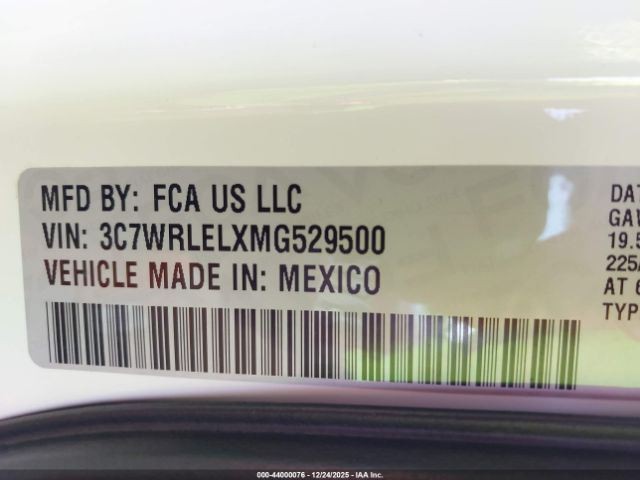 MFD BY: FCA US LLC
VIN: 3C7WRLELXMG529500
VEHICLE MADE IN: MEXICO
DAT
GAV
19.5
225/
AT 6
TYP
000-44000076 • 12/24/2025 • IAA Inc.